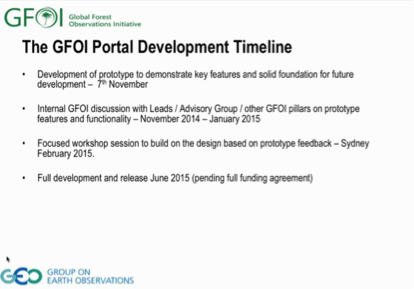 GFOI Global Forest
Observations Initiative
The GFOI Portal Development Timeline
• Development of prototype to demonstrate key features and solid foundation for future
development – 7th November
• Internal GFOI discussion with Leads / Advisory Group / other GFOI pillars on prototype
features and functionality – November 2014 – January 2015
• Focused workshop session to build on the design based on prototype feedback – Sydney
February 2015.
• Full development and release June 2015 (pending full funding agreement)
GEO GROUP ON
EARTH OBSERVATIONS